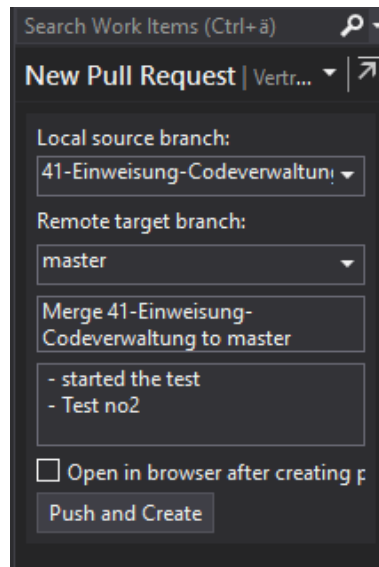 Search Work Items (Ctrl+ä)
New Pull Request | Vertr...
Local source branch:
41-Einweisung-Codeverwaltung
Remote target branch:
master
Merge 41-Einweisung-
Codeverwaltung to master
- started the test
- Test no2
Open in browser after creating p
Push and Create